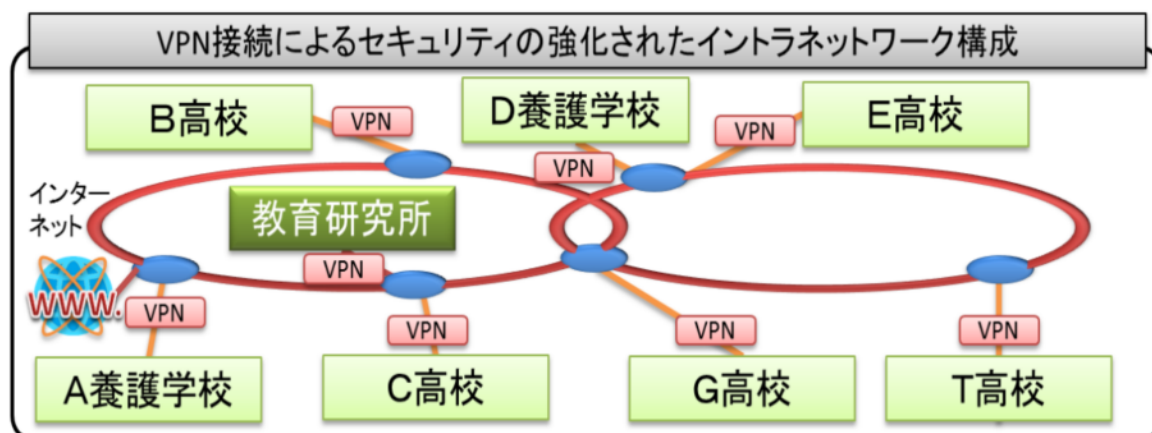 VPN接続によるセキュリティの強化されたイントラネットワーク構成
B高校
VPN
D養護学校
VPN
E高校
VPN
インター
ネット
教育研究所
VPN
WWW.
VPN
VPN
VPN
VPN
A養護学校
C高校
G高校
T高校